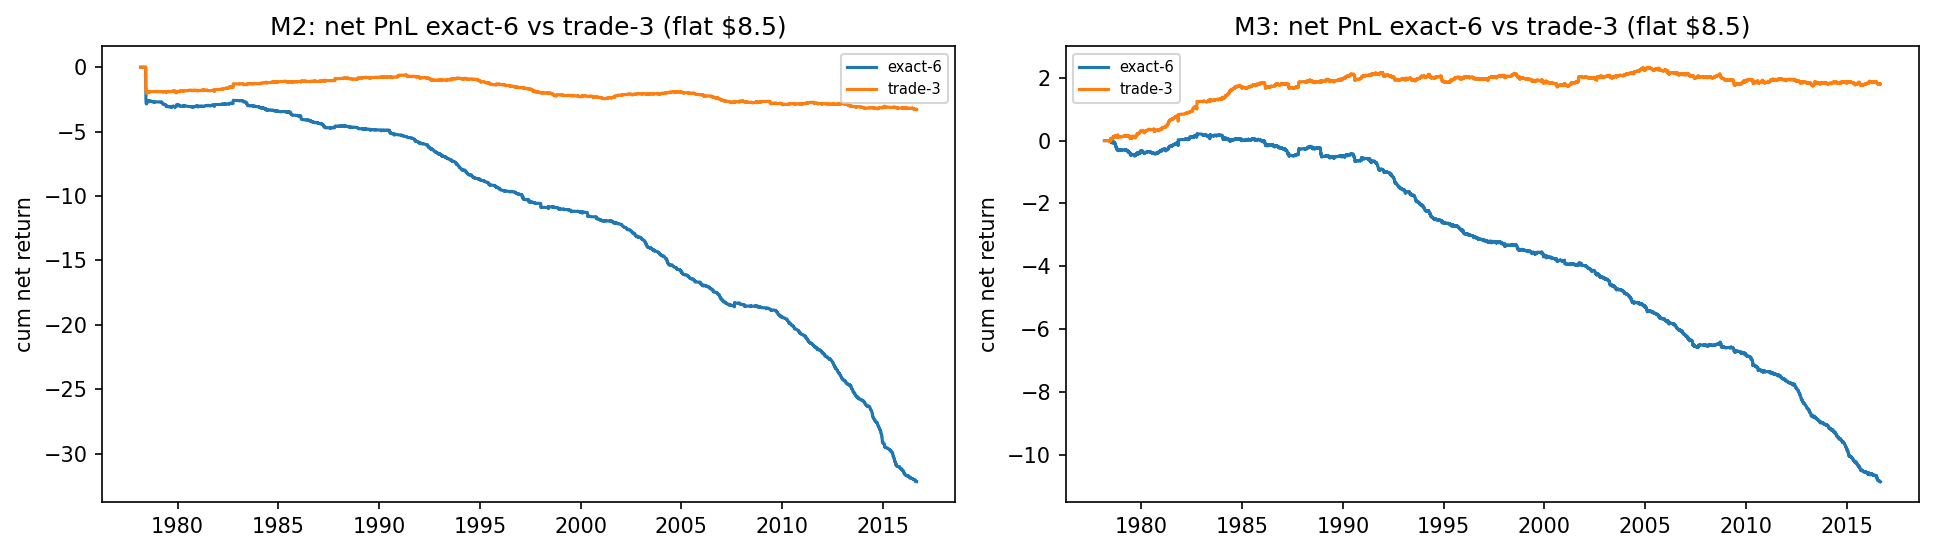 M2: net PnL exact-6 vs trade-3 (flat $8.5)
cum net return
0
−5
−10
−15
−20
−25
−30
exact-6
trade-3
1980 1985 1990 1995 2000 2005 2010 2015
M3: net PnL exact-6 vs trade-3 (flat $8.5)
cum net return
2
0
−2
−4
−6
−8
−10
exact-6
trade-3
1980 1985 1990 1995 2000 2005 2010 2015